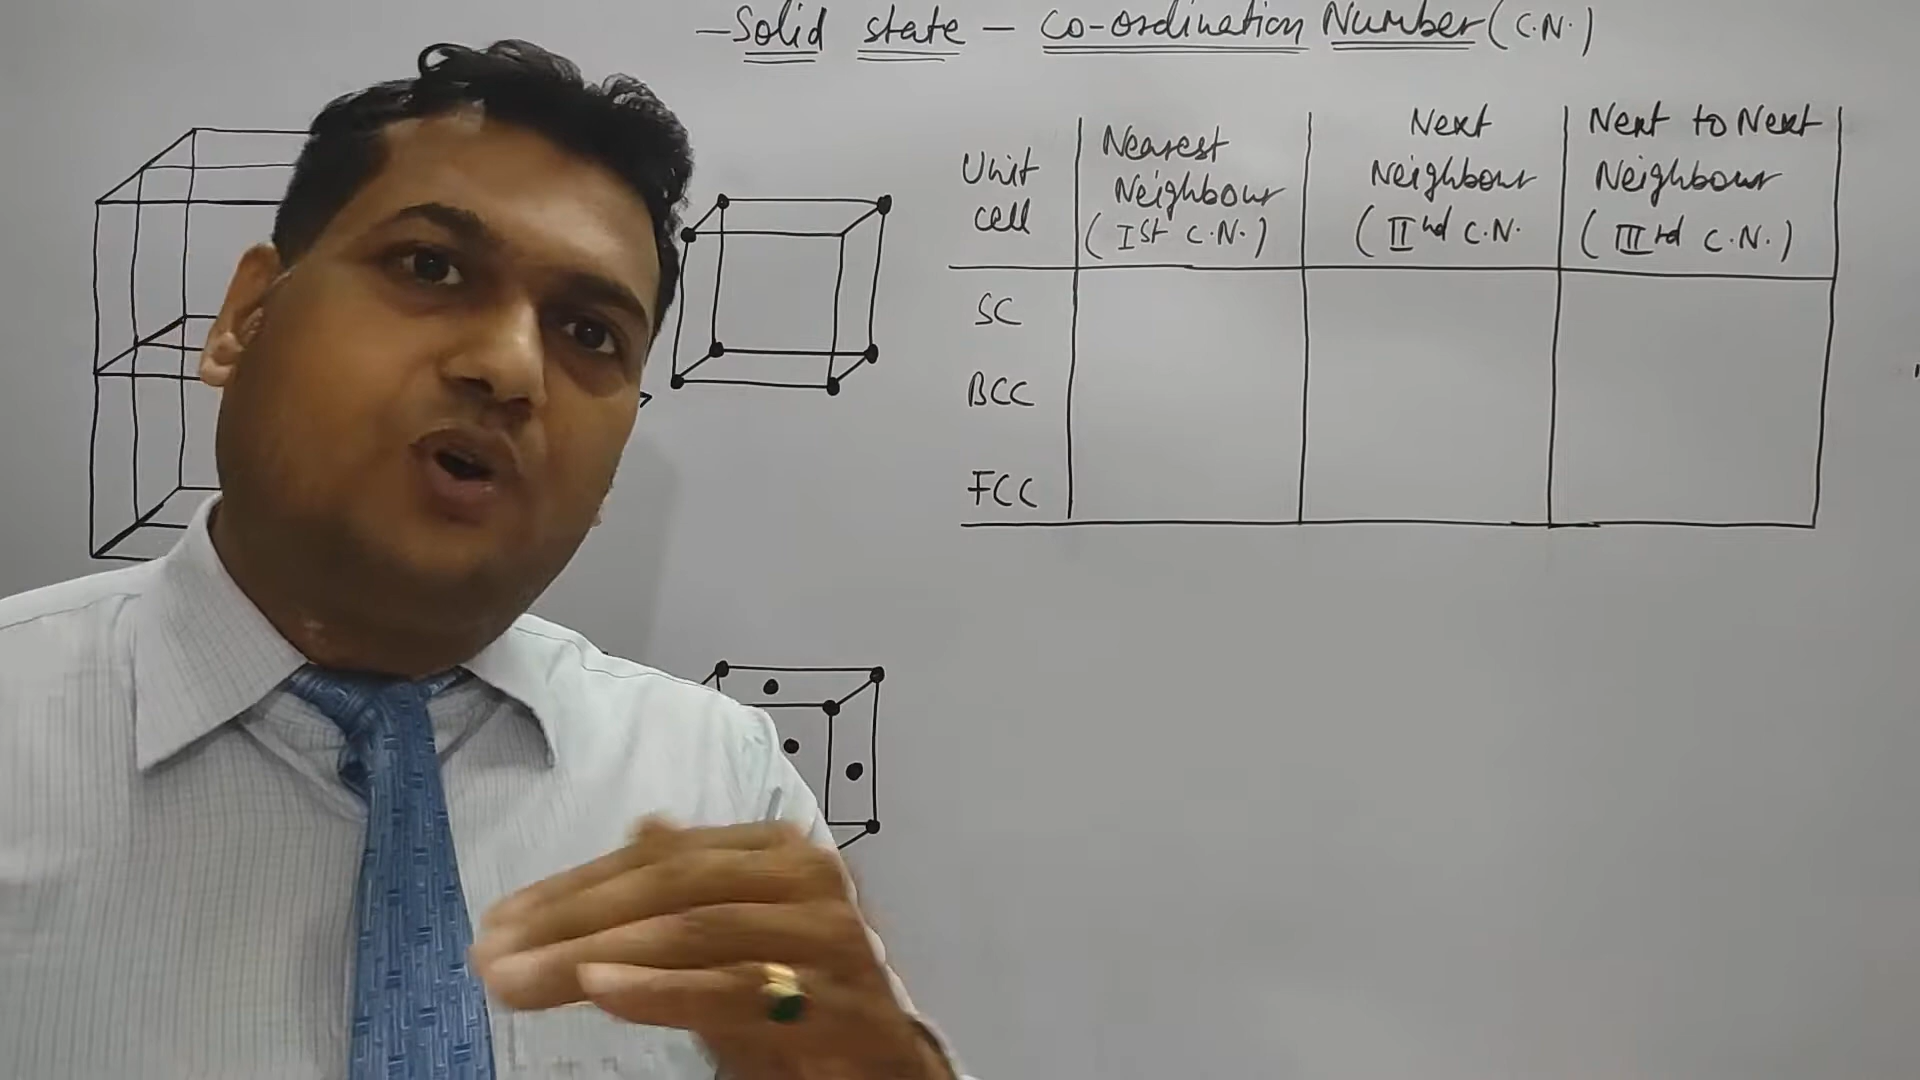 - Solid state - Co-ordination Number (C.N.)
Unit cell
Nearest Neighbour (Ist C.N.)
Next Neighbour (IInd C.N.
Next to Next Neighbour (IIIrd C.N.)
SC
BCC
FCC